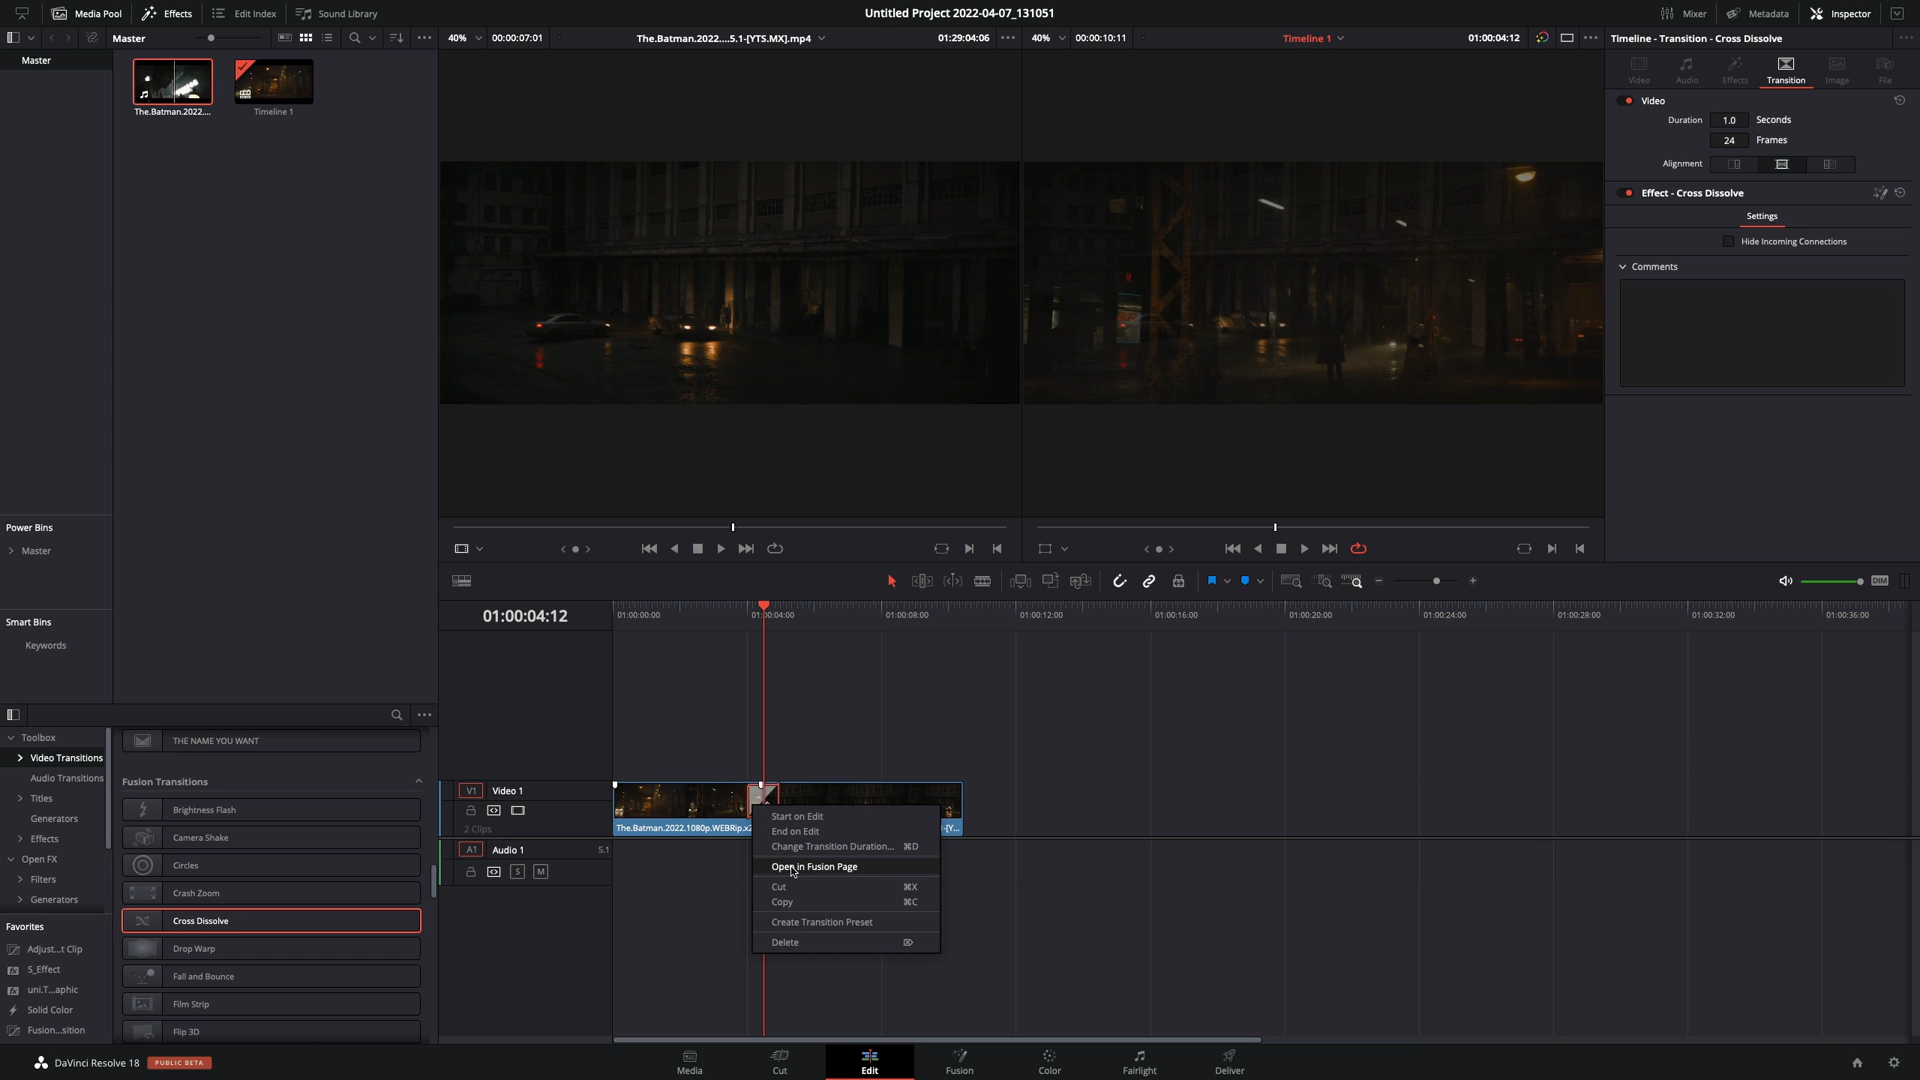 Media Pool Effects Edit Index Sound Library Untitled Project 2022-04-07_131051 Mixer Metadata Inspector
Master 40% 00:00:07:01 The.Batman.2022....5.1-[YTS.MX].mp4 01:29:04:06 40% 00:00:10:11 Timeline 1 01:00:04:12 Timeline - Transition - Cross Dissolve
Master
The.Batman.2022.... Timeline 1
Video Audio Effects Transition Image File
Video
Duration 1.0 Seconds
24 Frames
Alignment
Effect - Cross Dissolve
Settings
Hide Incoming Connections
Comments
Power Bins
Master
Smart Bins
Keywords
DIM
01:00:04:12
01:00:00:00 01:00:04:00 01:00:08:00 01:00:12:00 01:00:16:00 01:00:20:00 01:00:24:00 01:00:28:00 01:00:32:00 01:00:36:00
V1 Video 1
2 Clips
The.Batman.2022.1080p.WEBRip.x2 -[Y...
A1 Audio 1 5.1
S M
Start on Edit
End on Edit
Change Transition Duration... ⌘D
Open in Fusion Page
Cut ⌘X
Copy ⌘C
Create Transition Preset
Delete ⌦
Toolbox
Video Transitions
Audio Transitions
Titles
Generators
Effects
Open FX
Filters
Generators
Favorites
Adjust...t Clip
S_Effect
uni.T...aphic
Solid Color
Fusion...sition
THE NAME YOU WANT
Fusion Transitions
Brightness Flash
Camera Shake
Circles
Crash Zoom
Cross Dissolve
Drop Warp
Fall and Bounce
Film Strip
Flip 3D
DaVinci Resolve 18 PUBLIC BETA
Media Cut Edit Fusion Color Fairlight Deliver